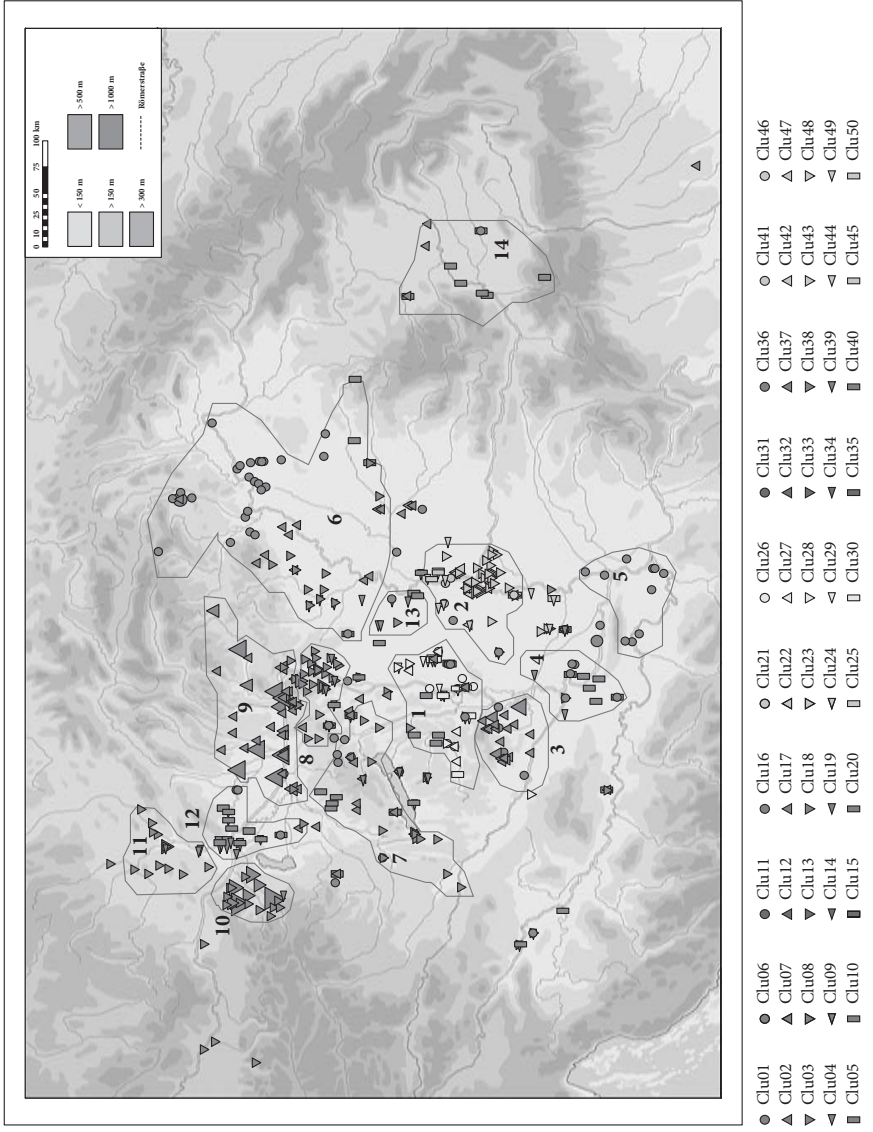 0 10 25 50 75 100 km
< 150 m
> 150 m
> 300 m
> 500 m
> 1000 m
Römerstraße
1
2
3
4
5
6
7
8
9
10
11
12
13
14
Clu01 Clu06 Clu11 Clu16 Clu21 Clu26 Clu31 Clu36 Clu41 Clu46
Clu02 Clu07 Clu12 Clu17 Clu22 Clu27 Clu32 Clu37 Clu42 Clu47
Clu03 Clu08 Clu13 Clu18 Clu23 Clu28 Clu33 Clu38 Clu43 Clu48
Clu04 Clu09 Clu14 Clu19 Clu24 Clu29 Clu34 Clu39 Clu44 Clu49
Clu05 Clu10 Clu15 Clu20 Clu25 Clu30 Clu35 Clu40 Clu45 Clu50